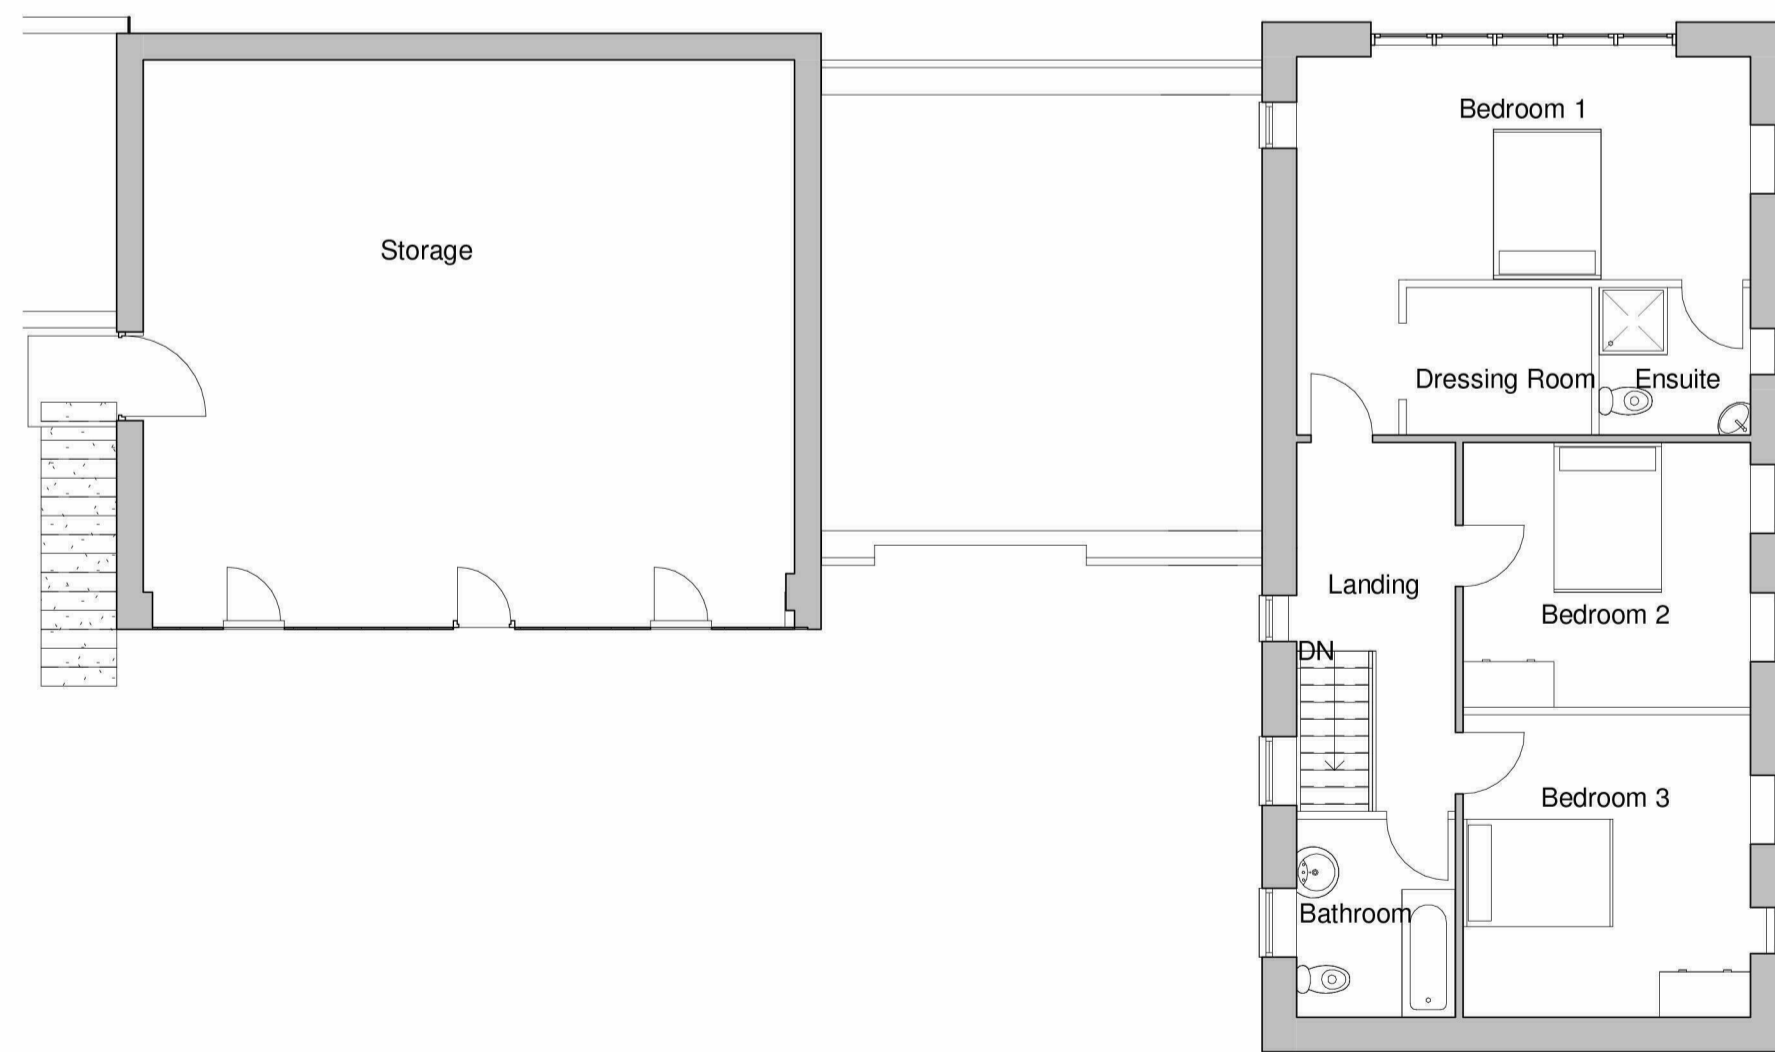 Bedroom 1
Storage
Dressing Room
Ensuite
Landing
Bedroom 2
DN
Bedroom 3
Bathroom